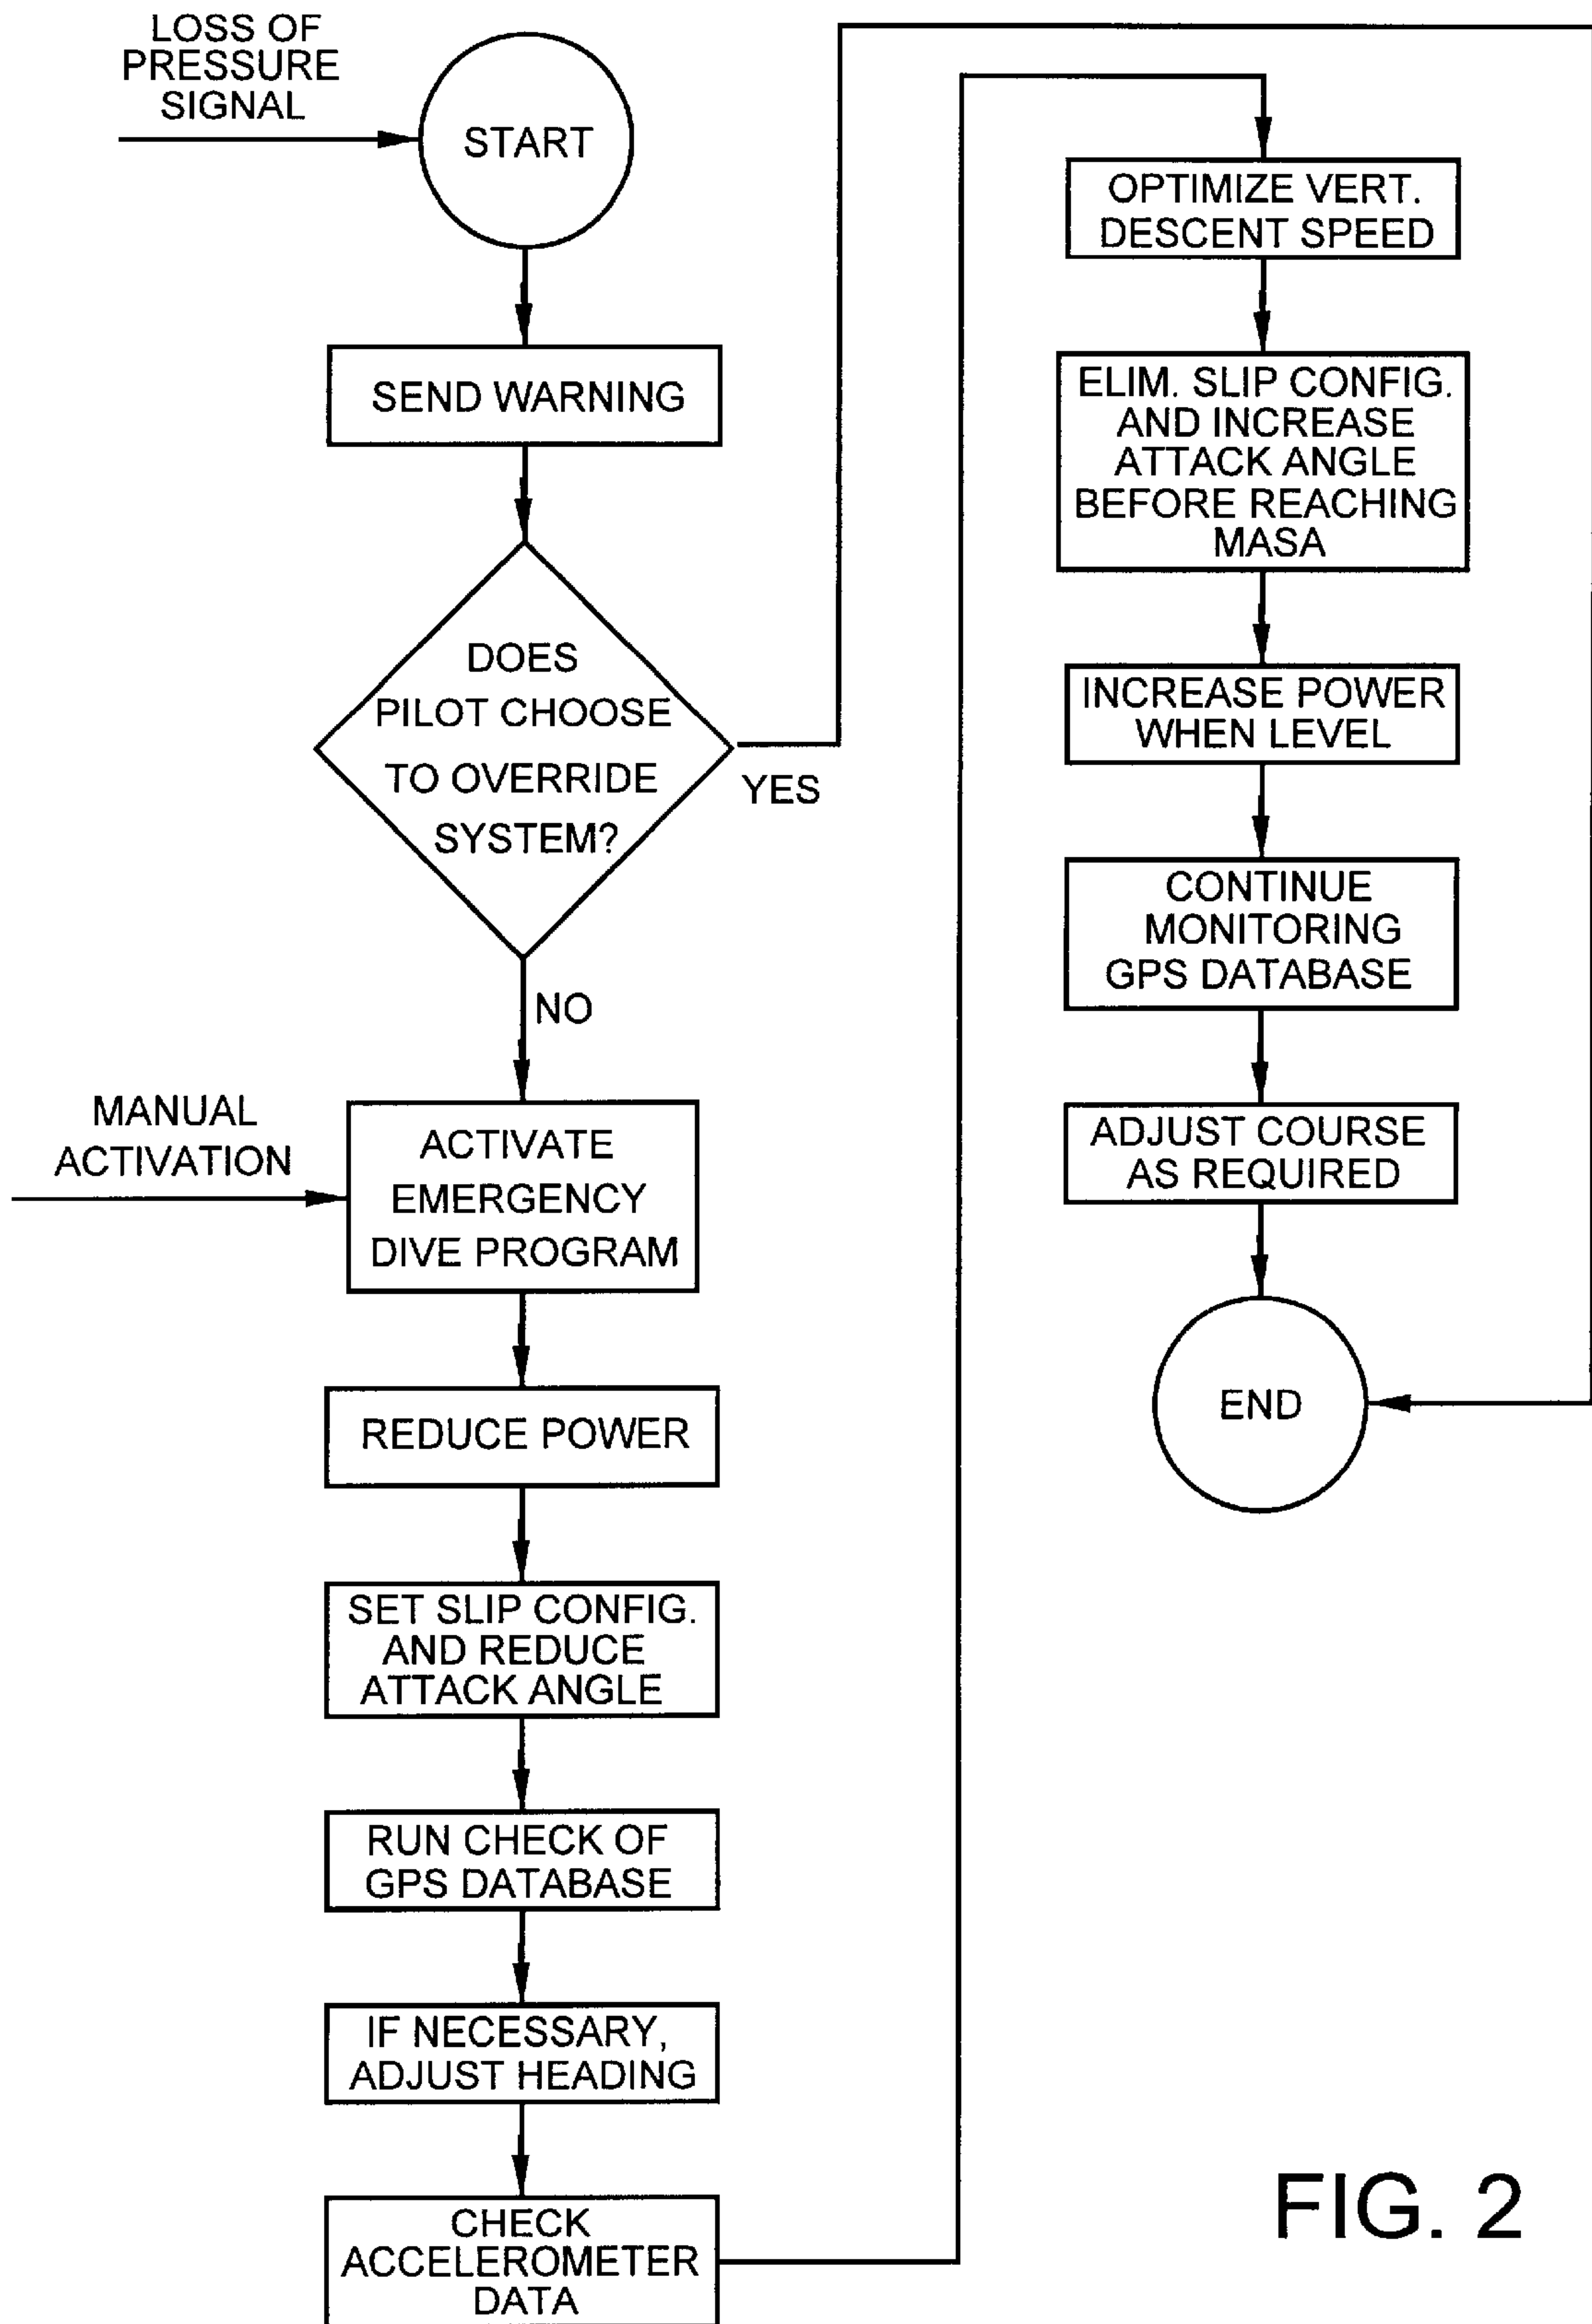 LOSS OF
PRESSURE
SIGNAL
START
SEND WARNING
DOES
PILOT CHOOSE
TO OVERRIDE
SYSTEM?
YES
NO
MANUAL
ACTIVATION
ACTIVATE
EMERGENCY
DIVE PROGRAM
REDUCE POWER
SET SLIP CONFIG.
AND REDUCE
ATTACK ANGLE
RUN CHECK OF
GPS DATABASE
IF NECESSARY,
ADJUST HEADING
CHECK
ACCELEROMETER
DATA
OPTIMIZE VERT.
DESCENT SPEED
ELIM. SLIP CONFIG.
AND INCREASE
ATTACK ANGLE
BEFORE REACHING
MASA
INCREASE POWER
WHEN LEVEL
CONTINUE
MONITORING
GPS DATABASE
ADJUST COURSE
AS REQUIRED
END
FIG. 2